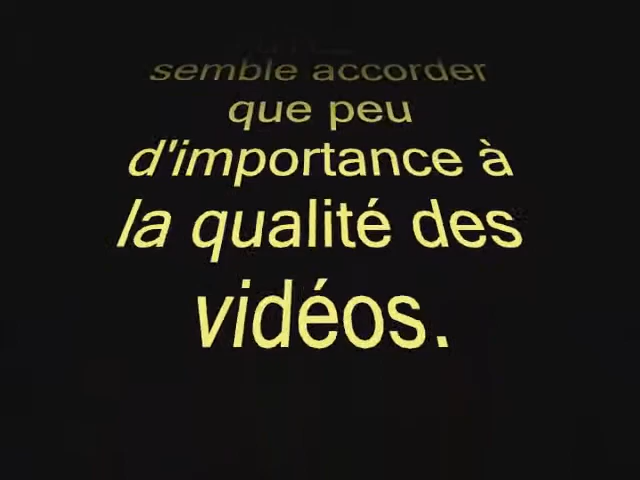 semble accorder
que peu
d'importance à
la qualité des
vidéos.